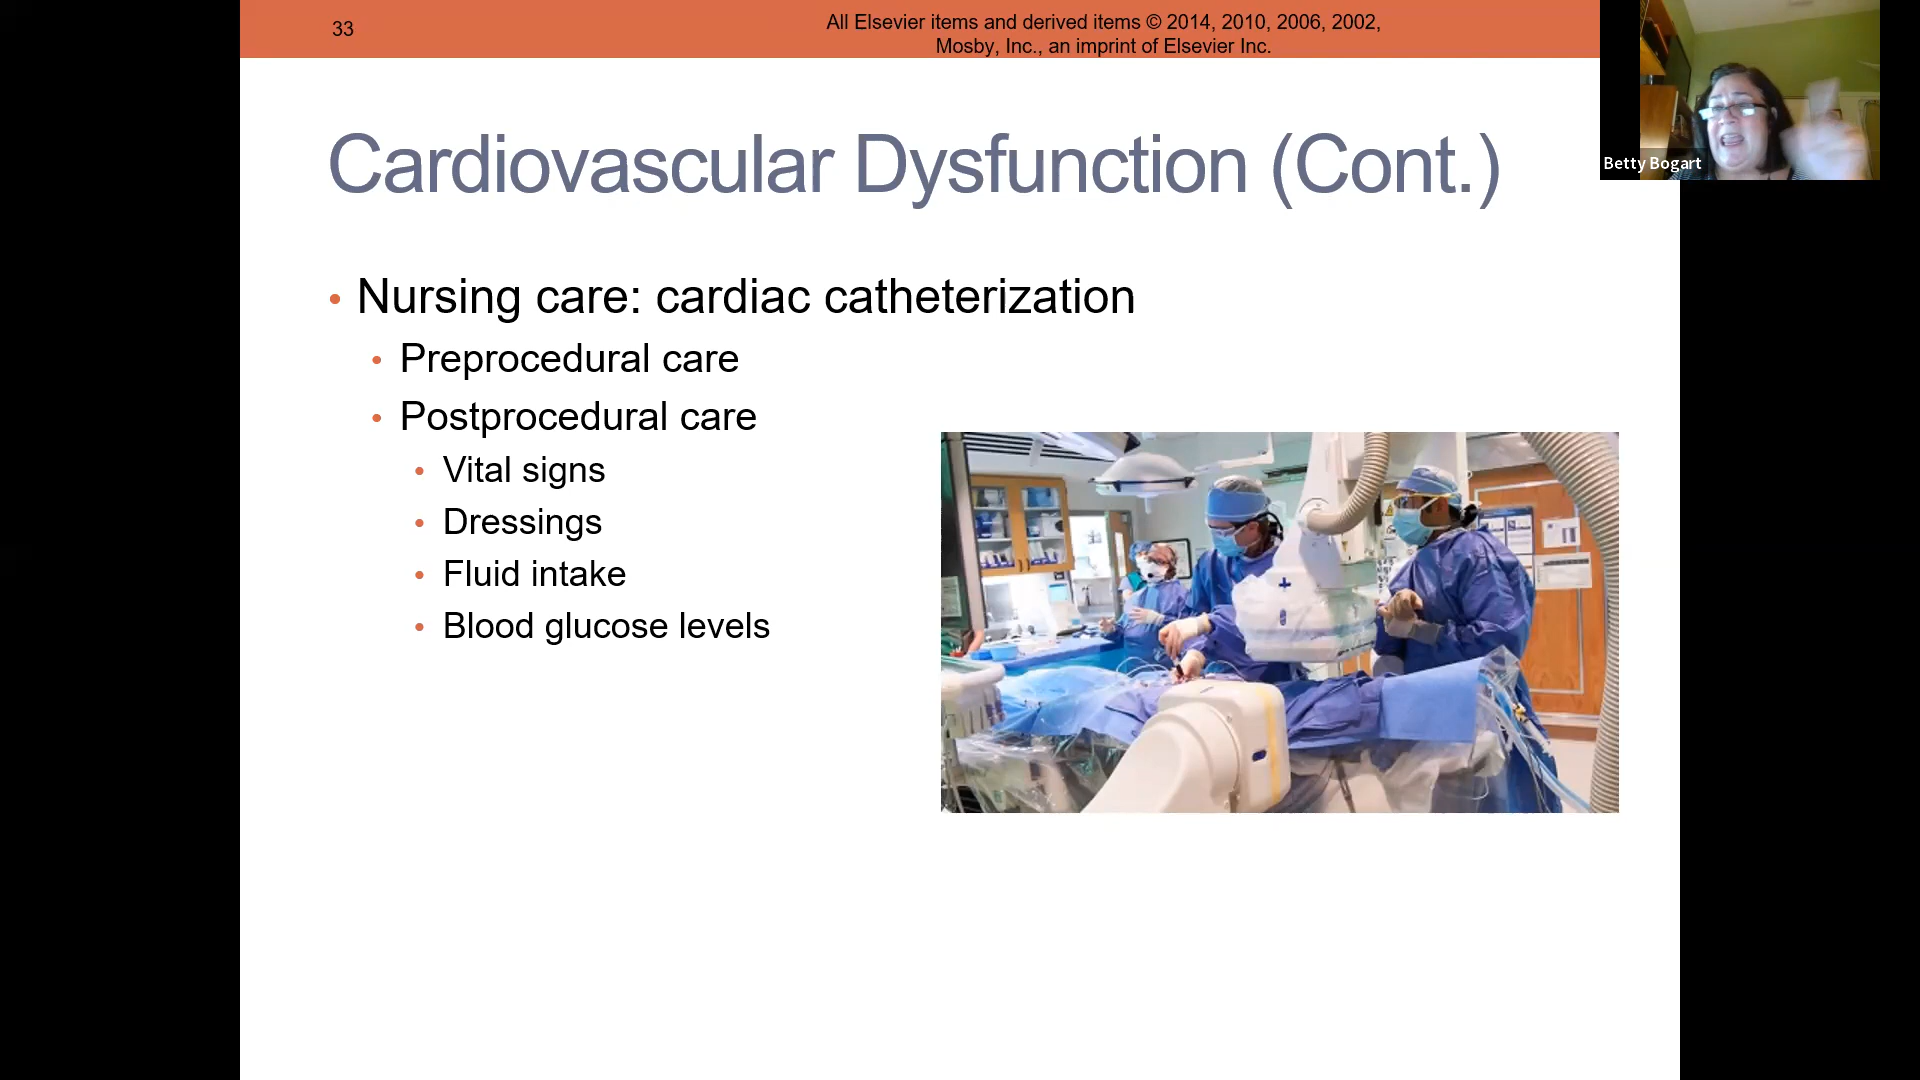 33
All Elsevier items and derived items © 2014, 2010, 2006, 2002,
Mosby, Inc., an imprint of Elsevier Inc.
Betty Bogart
Cardiovascular Dysfunction (Cont.)
• Nursing care: cardiac catheterization
• Preprocedural care
• Postprocedural care
• Vital signs
• Dressings
• Fluid intake
• Blood glucose levels